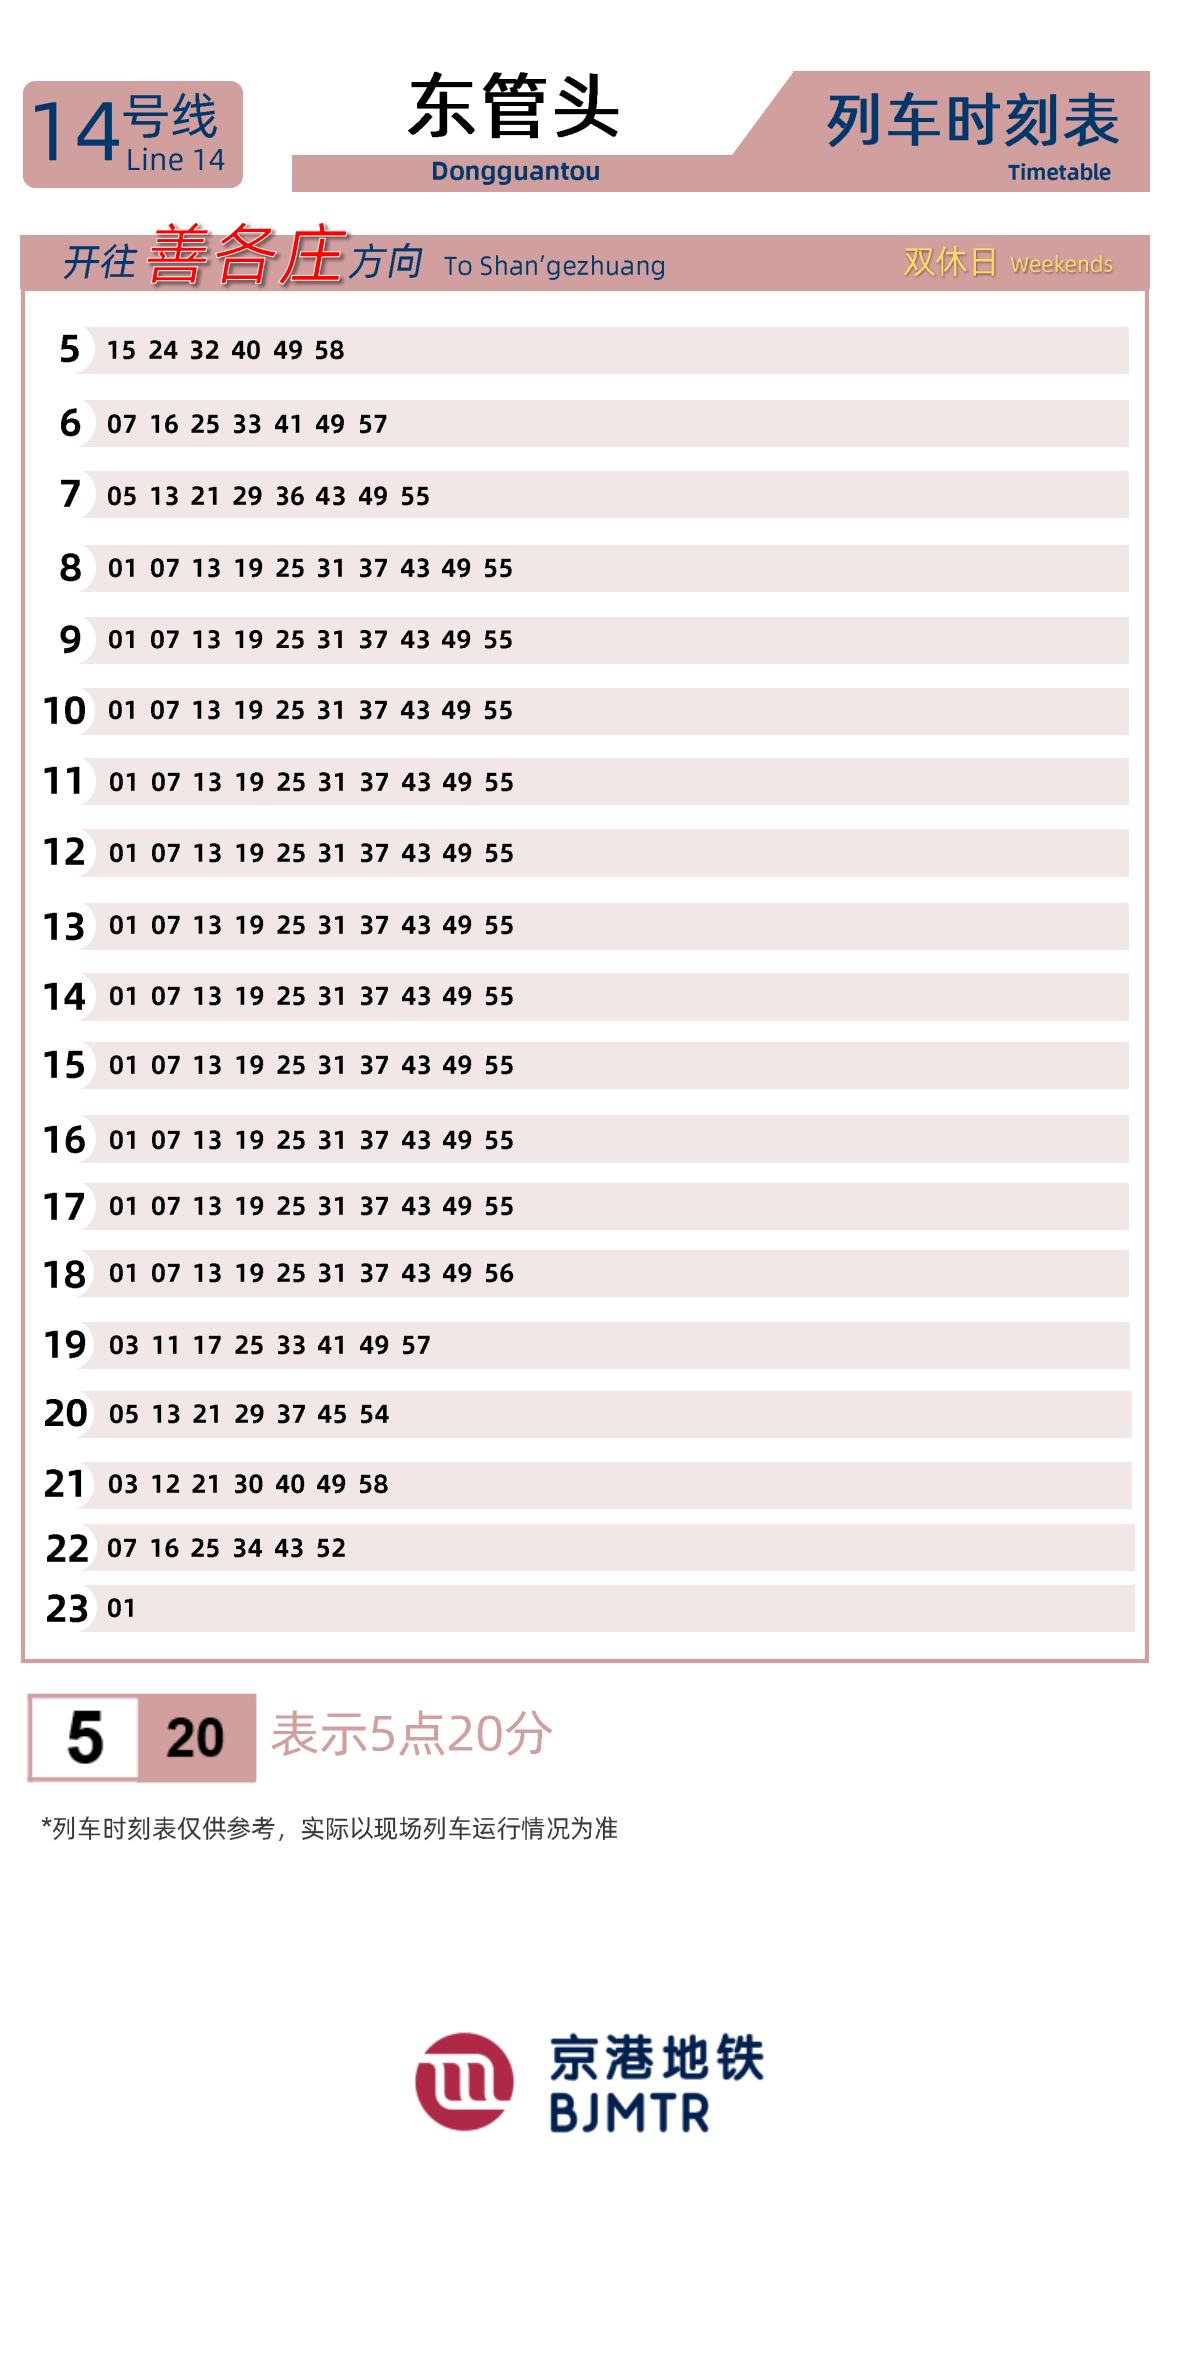 14号线
Line 14
东管头
Dongguantou
列车时刻表
Timetable
开往善各庄方向 To Shan’gezhuang 双休日 Weekends
5 15 24 32 40 49 58
6 07 16 25 33 41 49 57
7 05 13 21 29 36 43 49 55
8 01 07 13 19 25 31 37 43 49 55
9 01 07 13 19 25 31 37 43 49 55
10 01 07 13 19 25 31 37 43 49 55
11 01 07 13 19 25 31 37 43 49 55
12 01 07 13 19 25 31 37 43 49 55
13 01 07 13 19 25 31 37 43 49 55
14 01 07 13 19 25 31 37 43 49 55
15 01 07 13 19 25 31 37 43 49 55
16 01 07 13 19 25 31 37 43 49 55
17 01 07 13 19 25 31 37 43 49 55
18 01 07 13 19 25 31 37 43 49 56
19 03 11 17 25 33 41 49 57
20 05 13 21 29 37 45 54
21 03 12 21 30 40 49 58
22 07 16 25 34 43 52
23 01
5 20 表示5点20分
*列车时刻表仅供参考，实际以现场列车运行情况为准
京港地铁
BJMTR